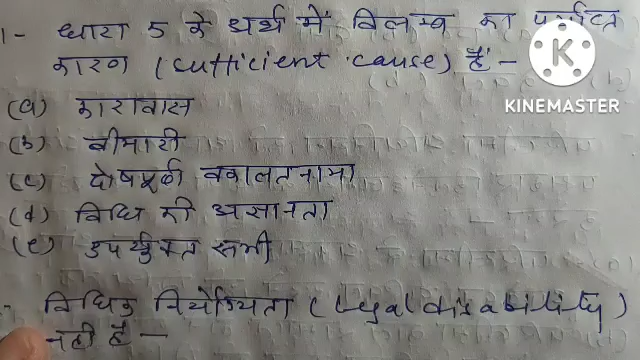 1- धारा 5 के अर्थ में विलम्ब का पर्याप्त
कारण (sufficient cause) है -
KINEMASTER
(a) कारावास
(b) बीमारी
(c) दोषपूर्ण वकालतनामा
(d) विधि की अज्ञानता
(e) उपर्युक्त सभी
विधिक निर्योग्यता (legal disability)
नही है -